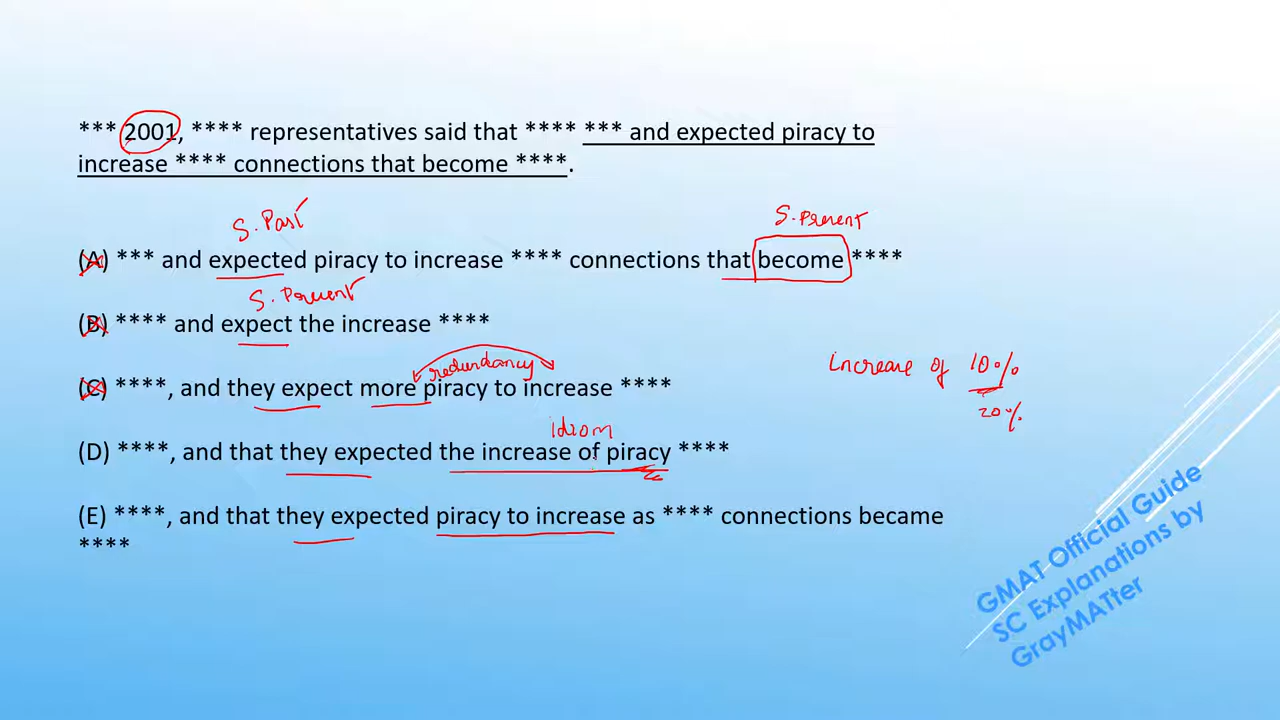 *** 2001, **** representatives said that **** *** and expected piracy to
increase **** connections that become ****.
S. Past
S. Present
(A) *** and expected piracy to increase **** connections that become ****
S. Present
(B) **** and expect the increase ****
redundancy
Increase of 10%
(C) ****, and they expect more piracy to increase ****
20%
Idiom
(D) ****, and that they expected the increase of piracy ****
(E) ****, and that they expected piracy to increase as **** connections became
****
GMAT Official Guide
SC Explanations by
GrayMATter